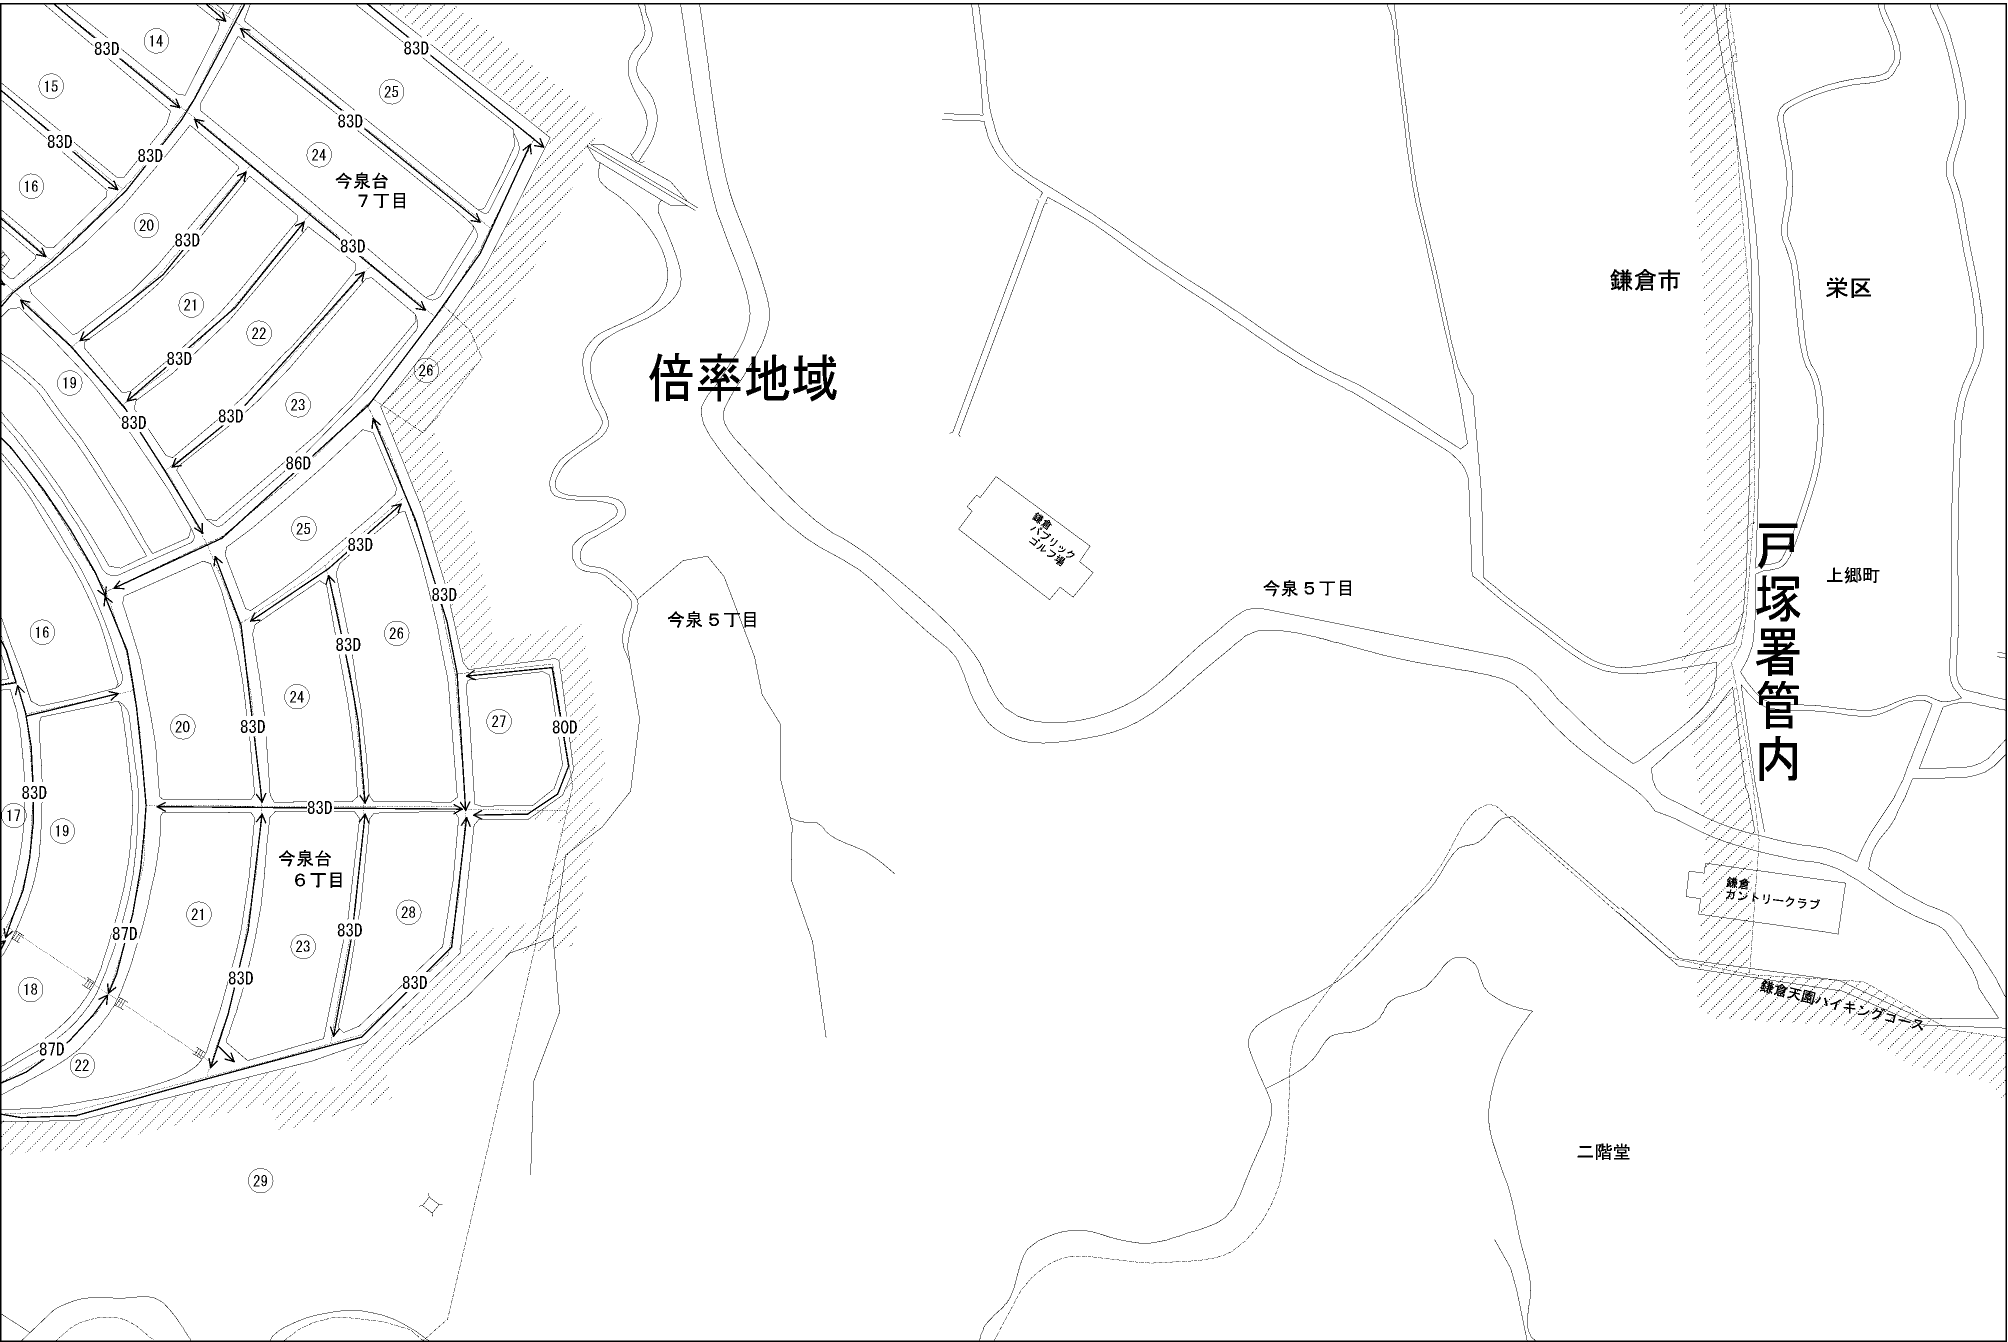 83D
14
83D
25
15
83D
83D
83D
24
16
今泉台
７丁目
20
83D
83D
鎌倉市
栄区
21
22
83D
倍率地域
26
19
23
83D
83D
86D
25
83D
鎌倉
パブリック
ゴルフ場
戸塚署管内
上郷町
今泉５丁目
今泉５丁目
83D
16
26
83D
24
27
20
83D
80D
83D
83D
17
19
今泉台
６丁目
鎌倉
カントリークラブ
21
28
87D
23
83D
83D
83D
18
鎌倉天園ハイキングコース
87D
22
二階堂
29